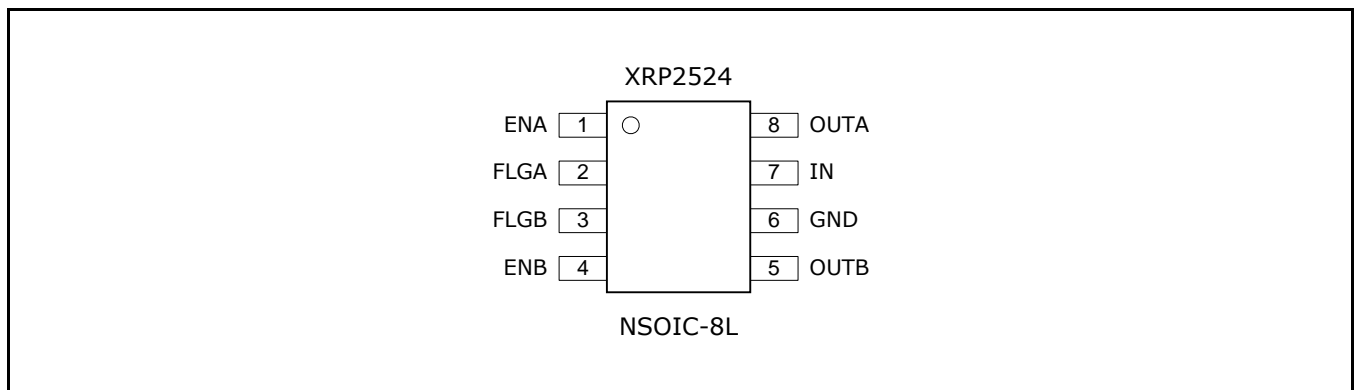 XRP2524
ENA 1 8 OUTA
FLGA 2 7 IN
FLGB 3 6 GND
ENB 4 5 OUTB
NSOIC-8L